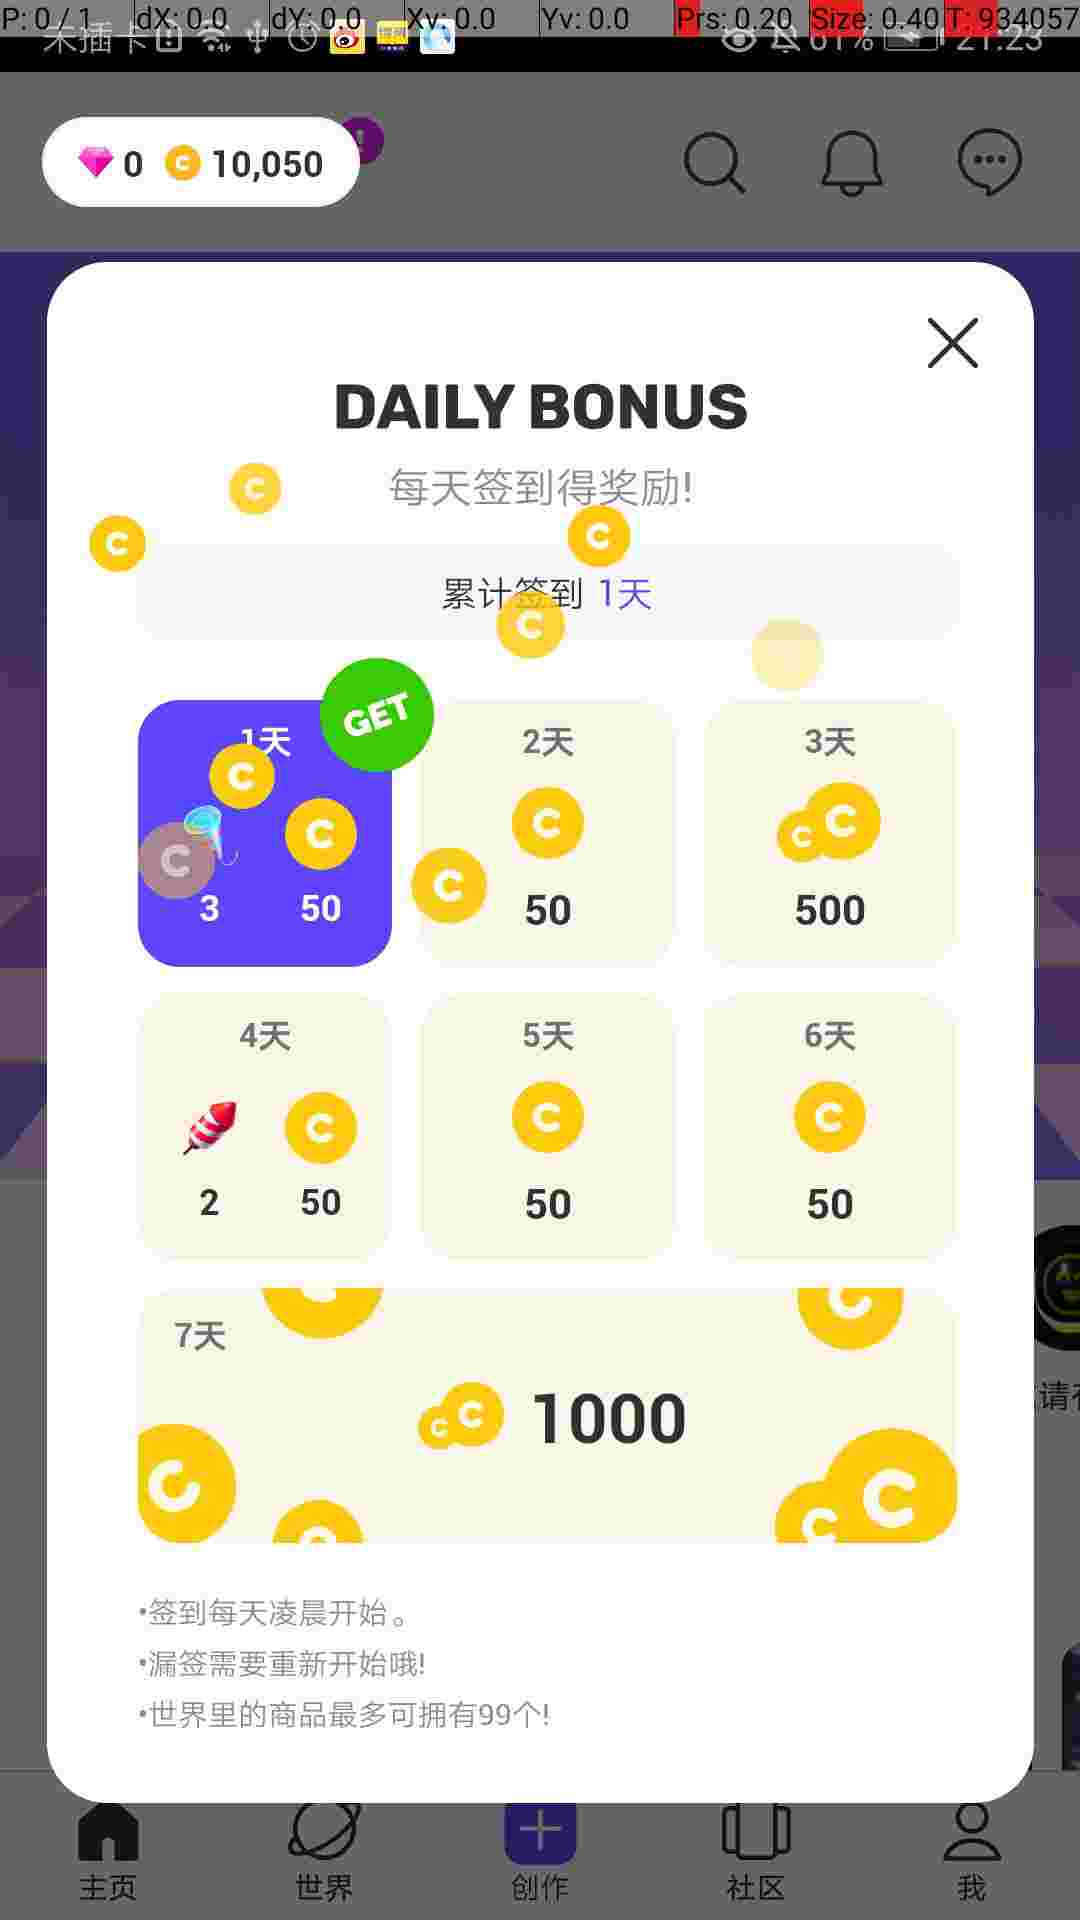 P: 0 / 1 dX: 0.0 dY: 0.0 Xv: 0.0 Yv: 0.0 Prs: 0.20 Size: 0.40 T: 934057
未插卡 61% 21:23
0 10,050
DAILY BONUS
每天签到得奖励!
累计签到 1天
GET
1天 2天 3天
3 50 50 500
4天 5天 6天
2 50 50 50
7天
1000
•签到每天凌晨开始。
•漏签需要重新开始哦!
•世界里的商品最多可拥有99个!
主页 世界 创作 社区 我